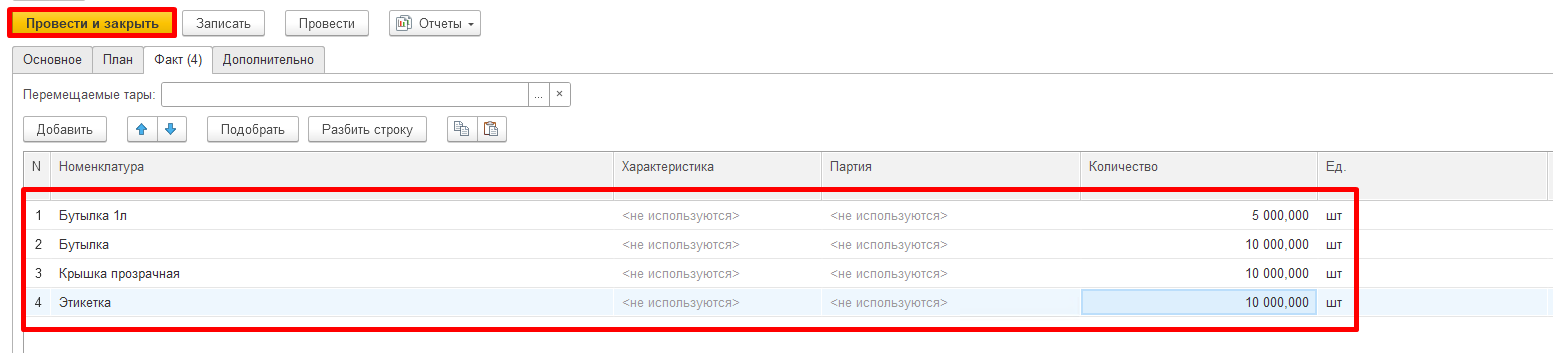 Провести и закрыть Записать Провести Отчеты
Основное План Факт (4) Дополнительно
Перемещаемые тары: ... ×
Добавить Подобрать Разбить строку
N Номенклатура Характеристика Партия Количество Ед.
1 Бутылка 1л <не используются> <не используются> 5 000,000 шт
2 Бутылка <не используются> <не используются> 10 000,000 шт
3 Крышка прозрачная <не используются> <не используются> 10 000,000 шт
4 Этикетка <не используются> <не используются> 10 000,000 шт